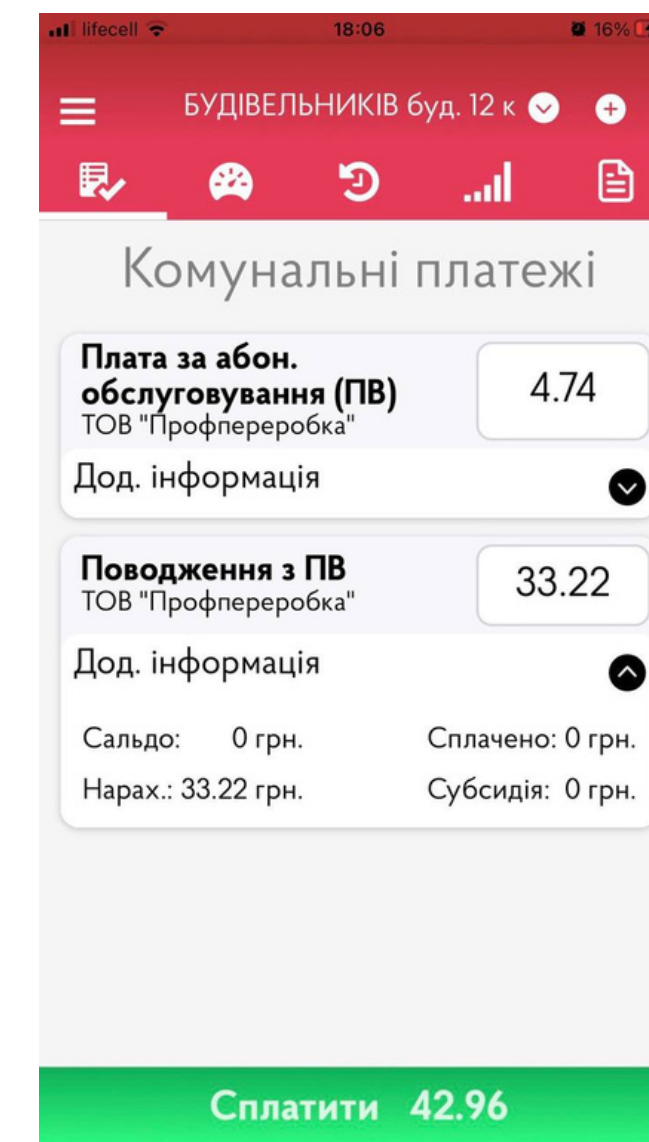 lifecell 18:06 16%
БУДІВЕЛЬНИКІВ буд. 12 к
Комунальні платежі
Плата за абон.
обслуговування (ПВ)
4.74
ТОВ "Профпереробка"
Дод. інформація
Поводження з ПВ
33.22
ТОВ "Профпереробка"
Дод. інформація
Сальдо: 0 грн. Сплачено: 0 грн.
Нарах.: 33.22 грн. Субсидія: 0 грн.
Сплатити 42.96